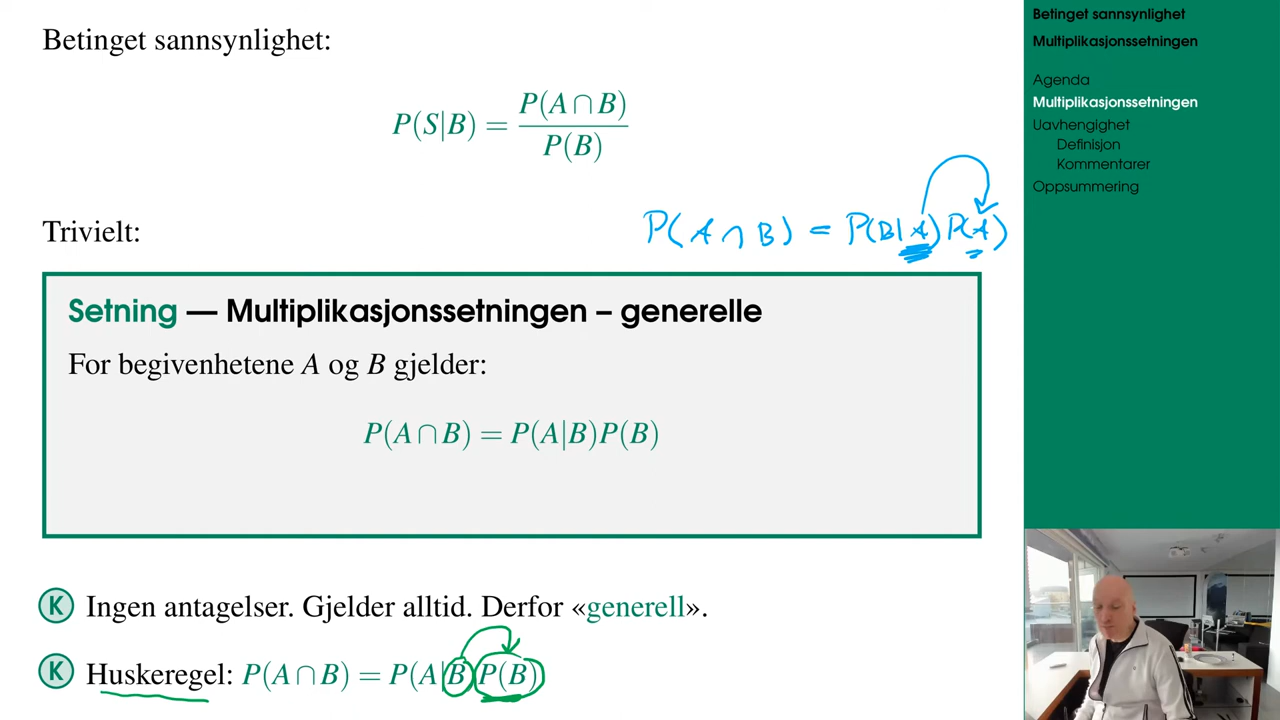 Betinget sannsynlighet:
P(S|B) = P(A ∩ B) / P(B)
P(A ∩ B) = P(B|A) P(A)
Trivielt:
Setning — Multiplikasjonssetningen – generelle
For begivenhetene A og B gjelder:
P(A ∩ B) = P(A|B)P(B)
K Ingen antagelser. Gjelder alltid. Derfor «generell».
K Huskeregel: P(A ∩ B) = P(A|B) P(B)
Betinget sannsynlighet
Multiplikasjonssetningen
Agenda
Multiplikasjonssetningen
Uavhengighet
Definisjon
Kommentarer
Oppsummering